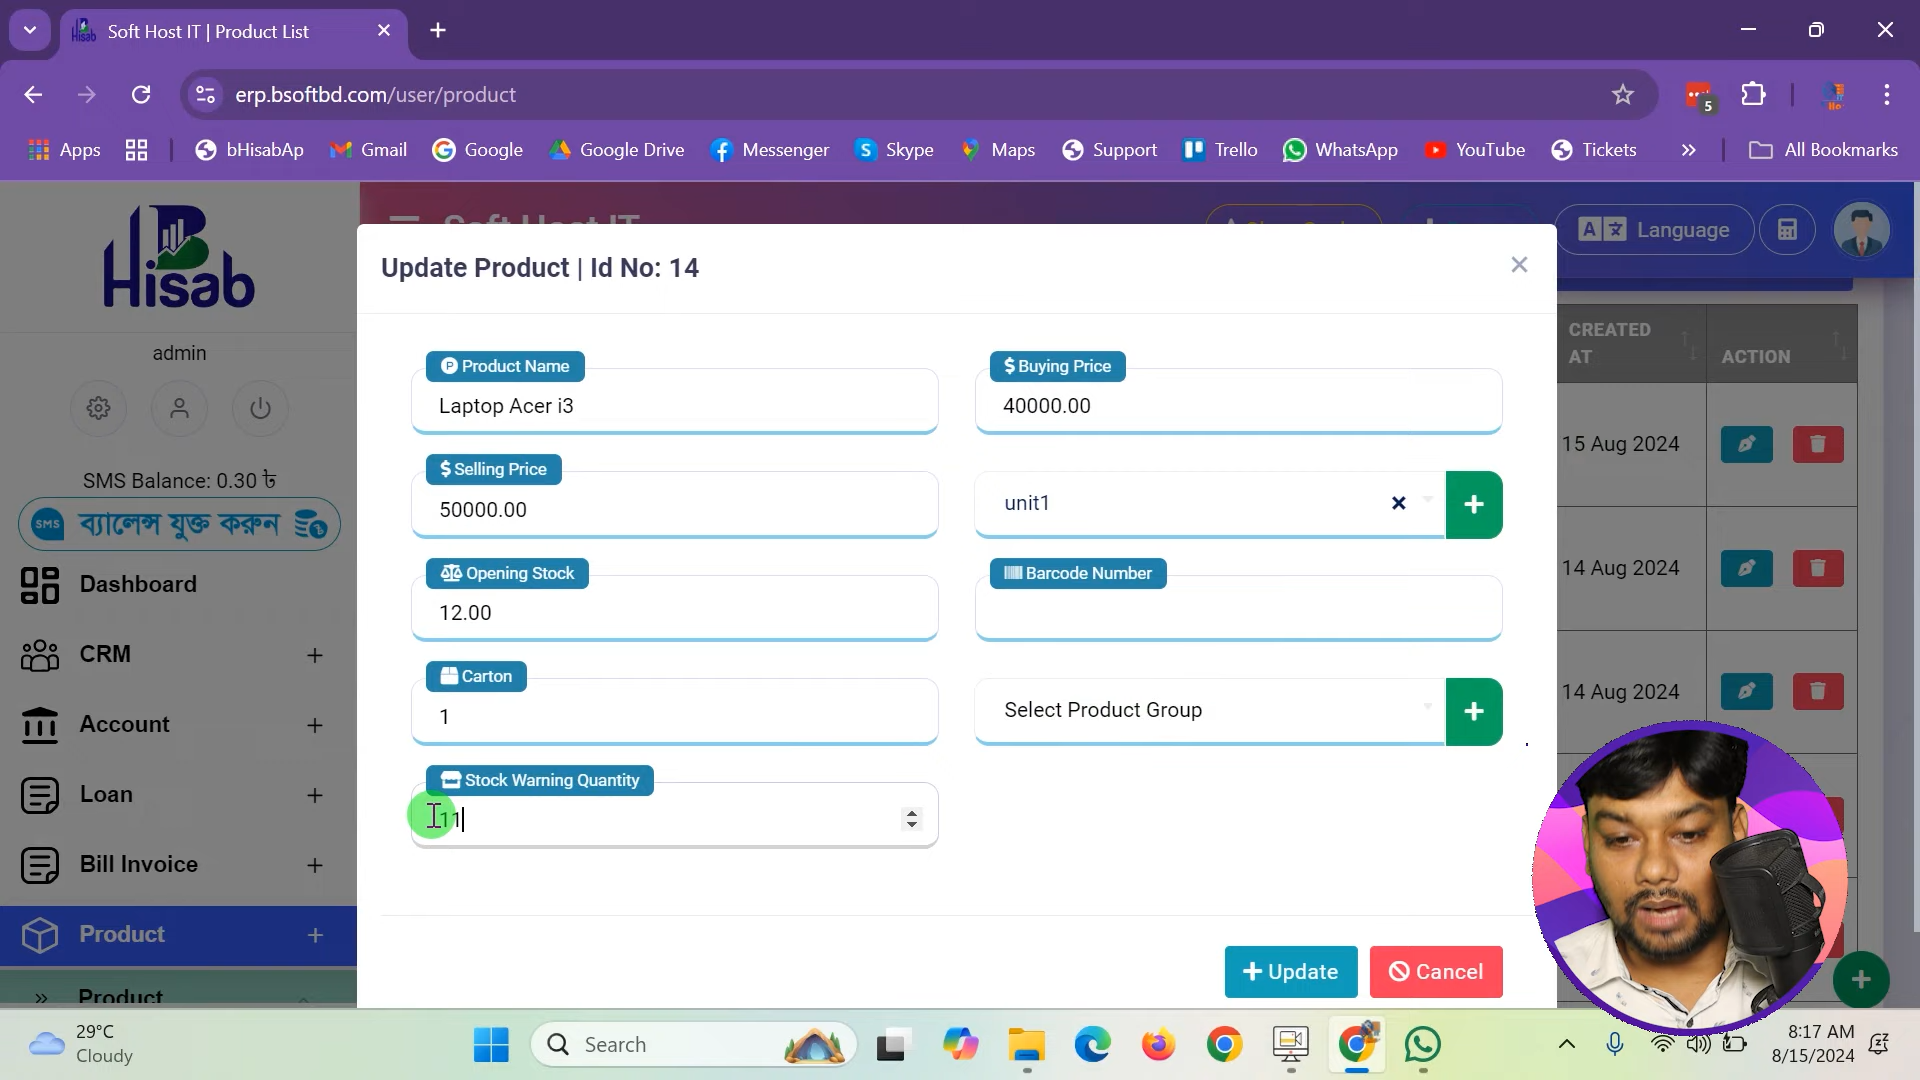 Soft Host IT | Product List
erp.bsoftbd.com/user/product
5
Apps
bHisabAp
Gmail
Google
Google Drive
Messenger
Skype
Maps
Support
Trello
WhatsApp
YouTube
Tickets
All Bookmarks
Hisab
Soft Host IT
Language
admin
SMS Balance: 0.30 ৳
SMS ব্যালেন্স যুক্ত করুন
Dashboard
CRM
Account
Loan
Bill Invoice
Product
Product
Update Product | Id No: 14
Product Name
Laptop Acer i3
Buying Price
40000.00
Selling Price
50000.00
unit1
Opening Stock
12.00
Barcode Number
Carton
1
Select Product Group
Stock Warning Quantity
11
Update
Cancel
CREATED AT
ACTION
15 Aug 2024
14 Aug 2024
14 Aug 2024
29°C
Cloudy
Search
8:17 AM
8/15/2024